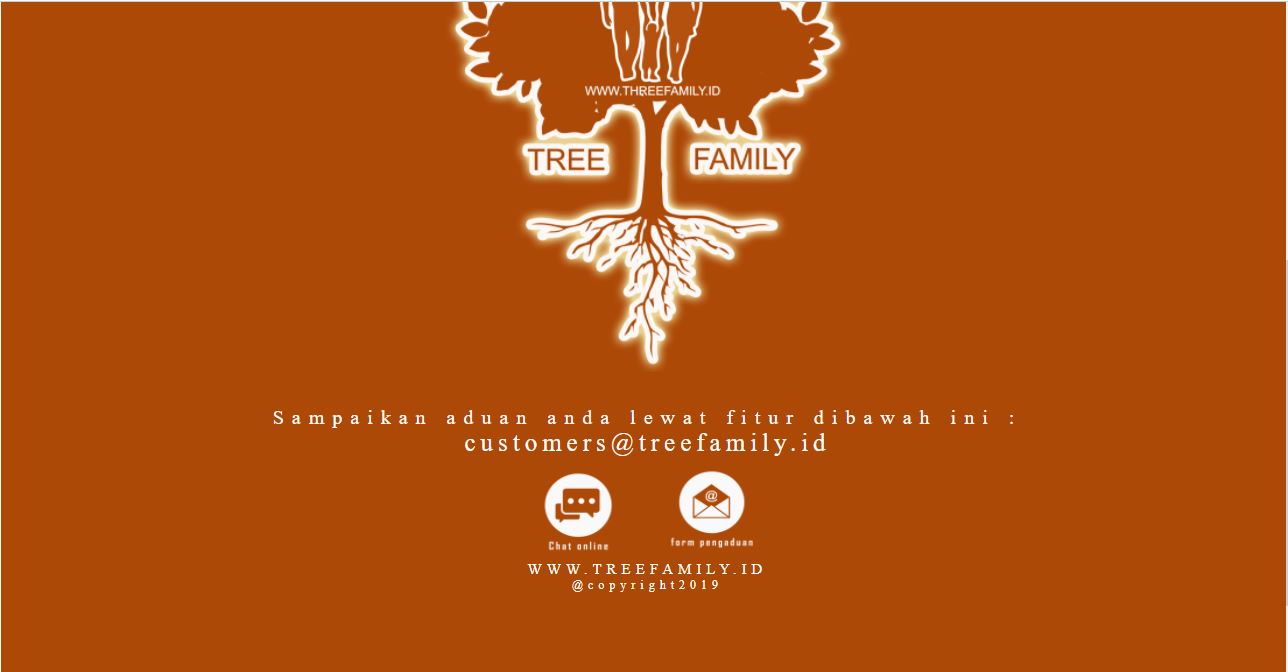 WWW.THREEFAMILY.ID
TREE FAMILY
Sampaikan aduan anda lewat fitur dibawah ini :
customers@treefamily.id
@
Chat online form pengaduan
WWW.TREEFAMILY.ID
@copyright2019